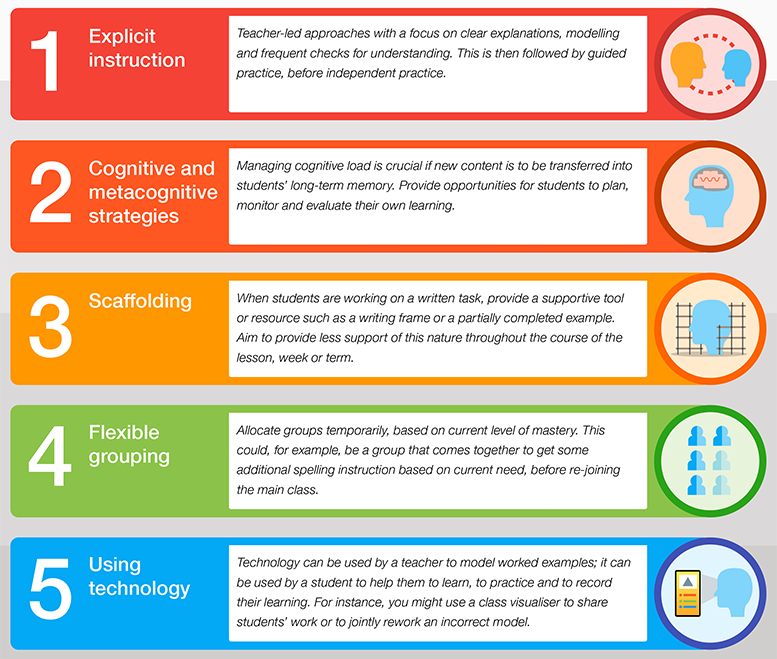 1
Explicit
instruction
Teacher-led approaches with a focus on clear explanations, modelling
and frequent checks for understanding. This is then followed by guided
practice, before independent practice.
2
Cognitive and
metacognitive
strategies
Managing cognitive load is crucial if new content is to be transferred into
students’ long-term memory. Provide opportunities for students to plan,
monitor and evaluate their own learning.
3
Scaffolding
When students are working on a written task, provide a supportive tool
or resource such as a writing frame or a partially completed example.
Aim to provide less support of this nature throughout the course of the
lesson, week or term.
4
Flexible
grouping
Allocate groups temporarily, based on current level of mastery. This
could, for example, be a group that comes together to get some
additional spelling instruction based on current need, before re-joining
the main class.
5
Using
technology
Technology can be used by a teacher to model worked examples; it can
be used by a student to help them to learn, to practice and to record
their learning. For instance, you might use a class visualiser to share
students’ work or to jointly rework an incorrect model.